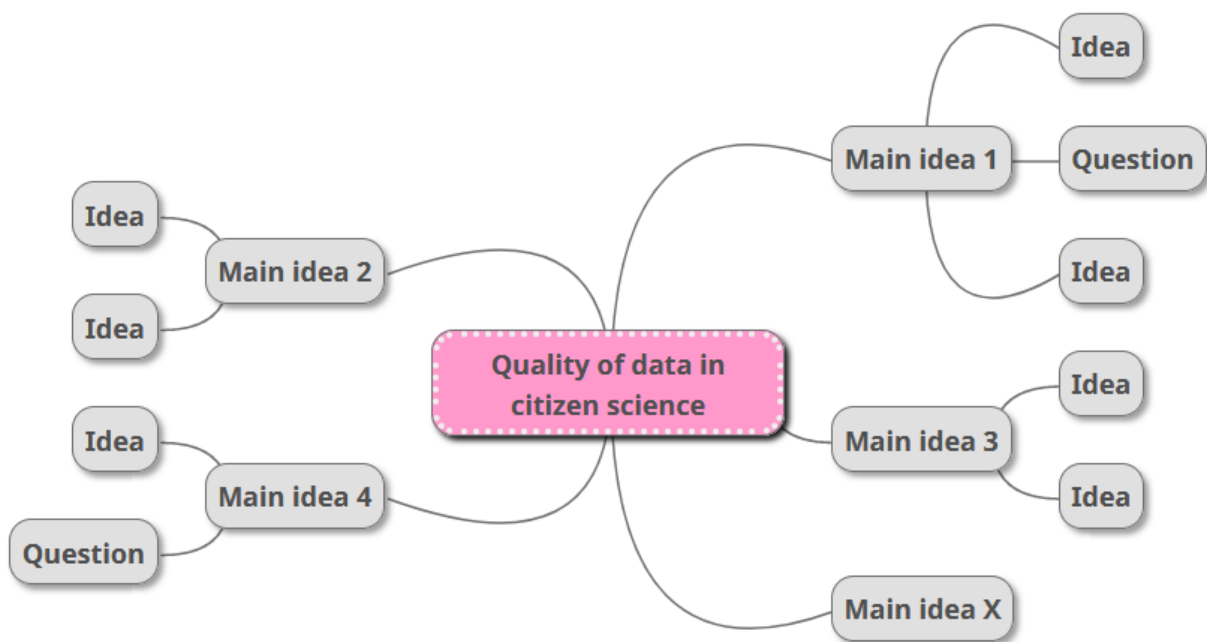 Idea
Main idea 1
Question
Idea
Idea
Main idea 2
Idea
Quality of data in
citizen science
Idea
Main idea 3
Idea
Idea
Main idea 4
Question
Main idea X